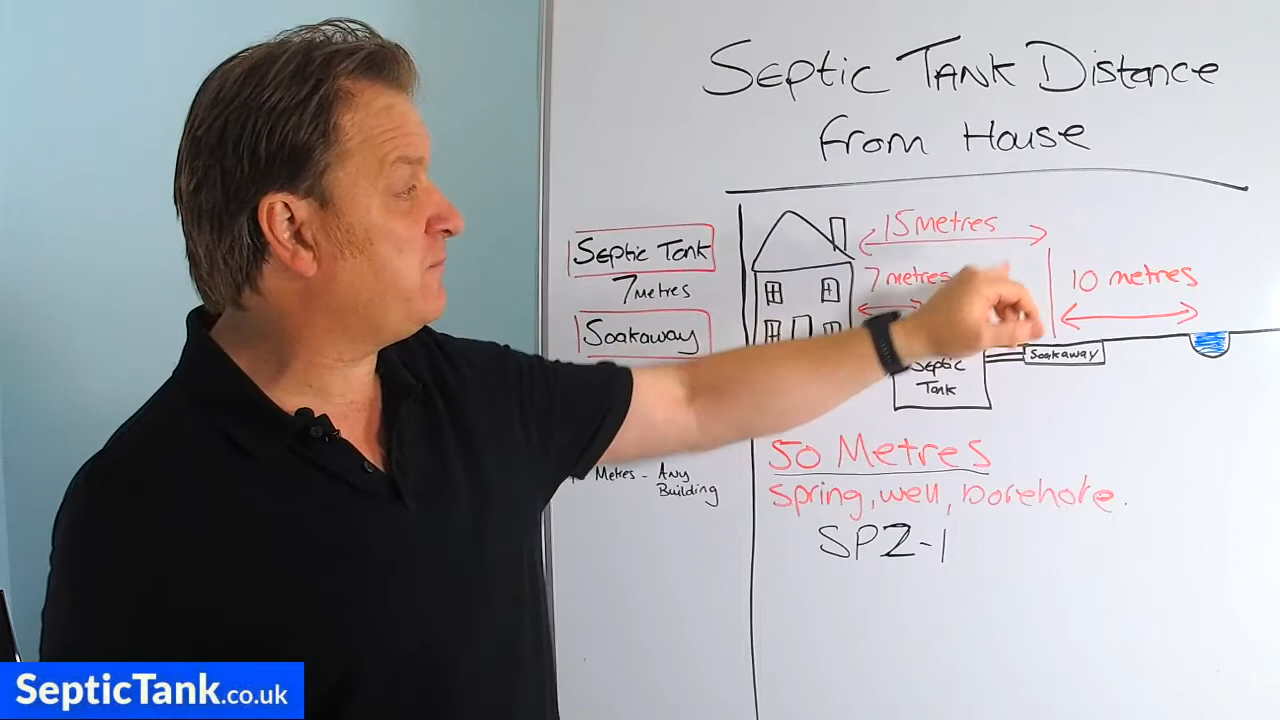 Septic Tank Distance
from House
Septic Tank
7 metres
Soakaway
Metres - Any
Building
15 metres
7 metres
10 metres
Septic
Tank
Soakaway
50 Metres
Spring, well, borehole.
SPZ-1
SepticTank.co.uk